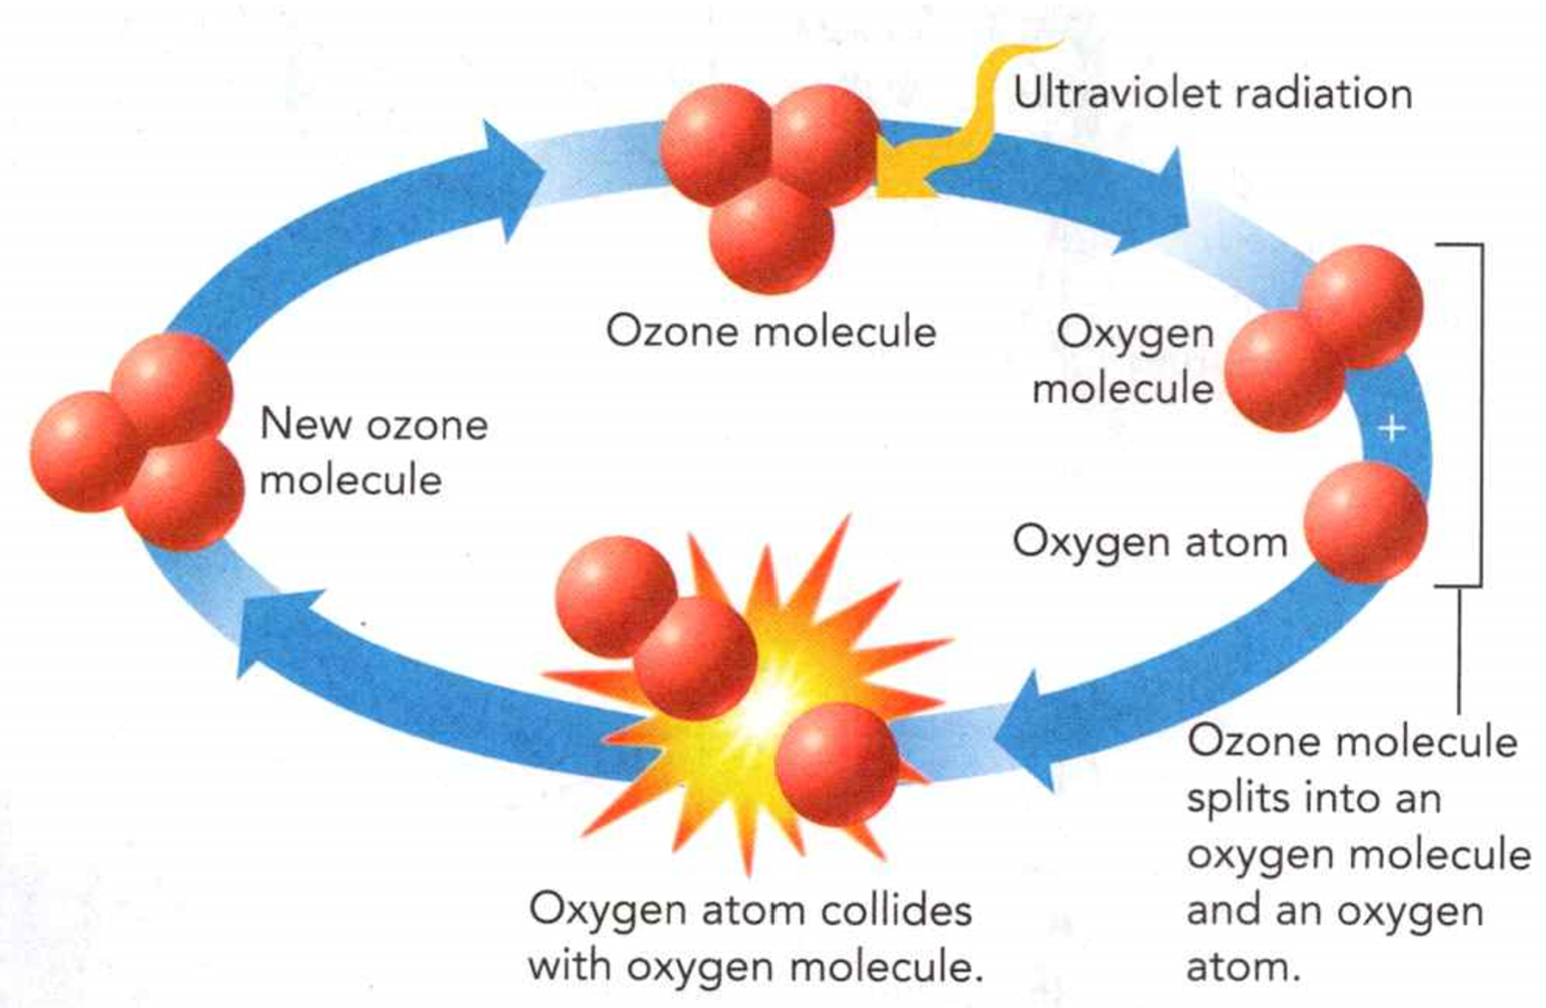 Ultraviolet radiation
Ozone molecule
Oxygen
molecule
+
Oxygen atom
Ozone molecule
splits into an
oxygen molecule
and an oxygen
atom.
Oxygen atom collides
with oxygen molecule.
New ozone
molecule